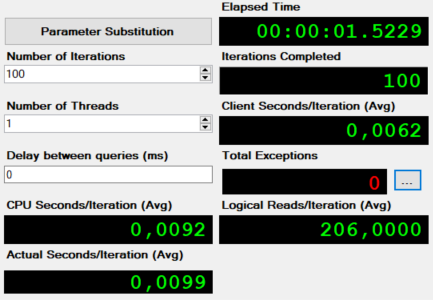 Elapsed Time
Parameter Substitution
00:00:01.5229
Number of Iterations
Iterations Completed
100
100
Number of Threads
Client Seconds/Iteration (Avg)
1
0,0062
Delay between queries (ms)
Total Exceptions
0
0
...
CPU Seconds/Iteration (Avg)
Logical Reads/Iteration (Avg)
0,0092
206,0000
Actual Seconds/Iteration (Avg)
0,0099